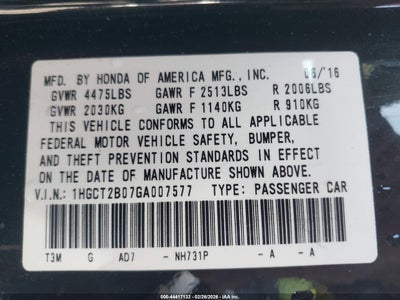 MFD. BY HONDA OF AMERICA MFG., INC. 06/16
GVWR 4475LBS GAWR F 2513LBS R 2006LBS
GVWR 2030KG GAWR F 1140KG R 910KG
THIS VEHICLE CONFORMS TO ALL APPLICABLE
FEDERAL MOTOR VEHICLE SAFETY, BUMPER,
AND THEFT PREVENTION STANDARDS IN EFFECT
ON THE DATE OF MANUFACTURE SHOWN ABOVE.
V.I.N.: 1HGCT2B07GA007577 TYPE: PASSENGER CAR
T3M G AD7 - NH731P - A - A
000-44417132 - 02/26/2026 - IAA Inc.